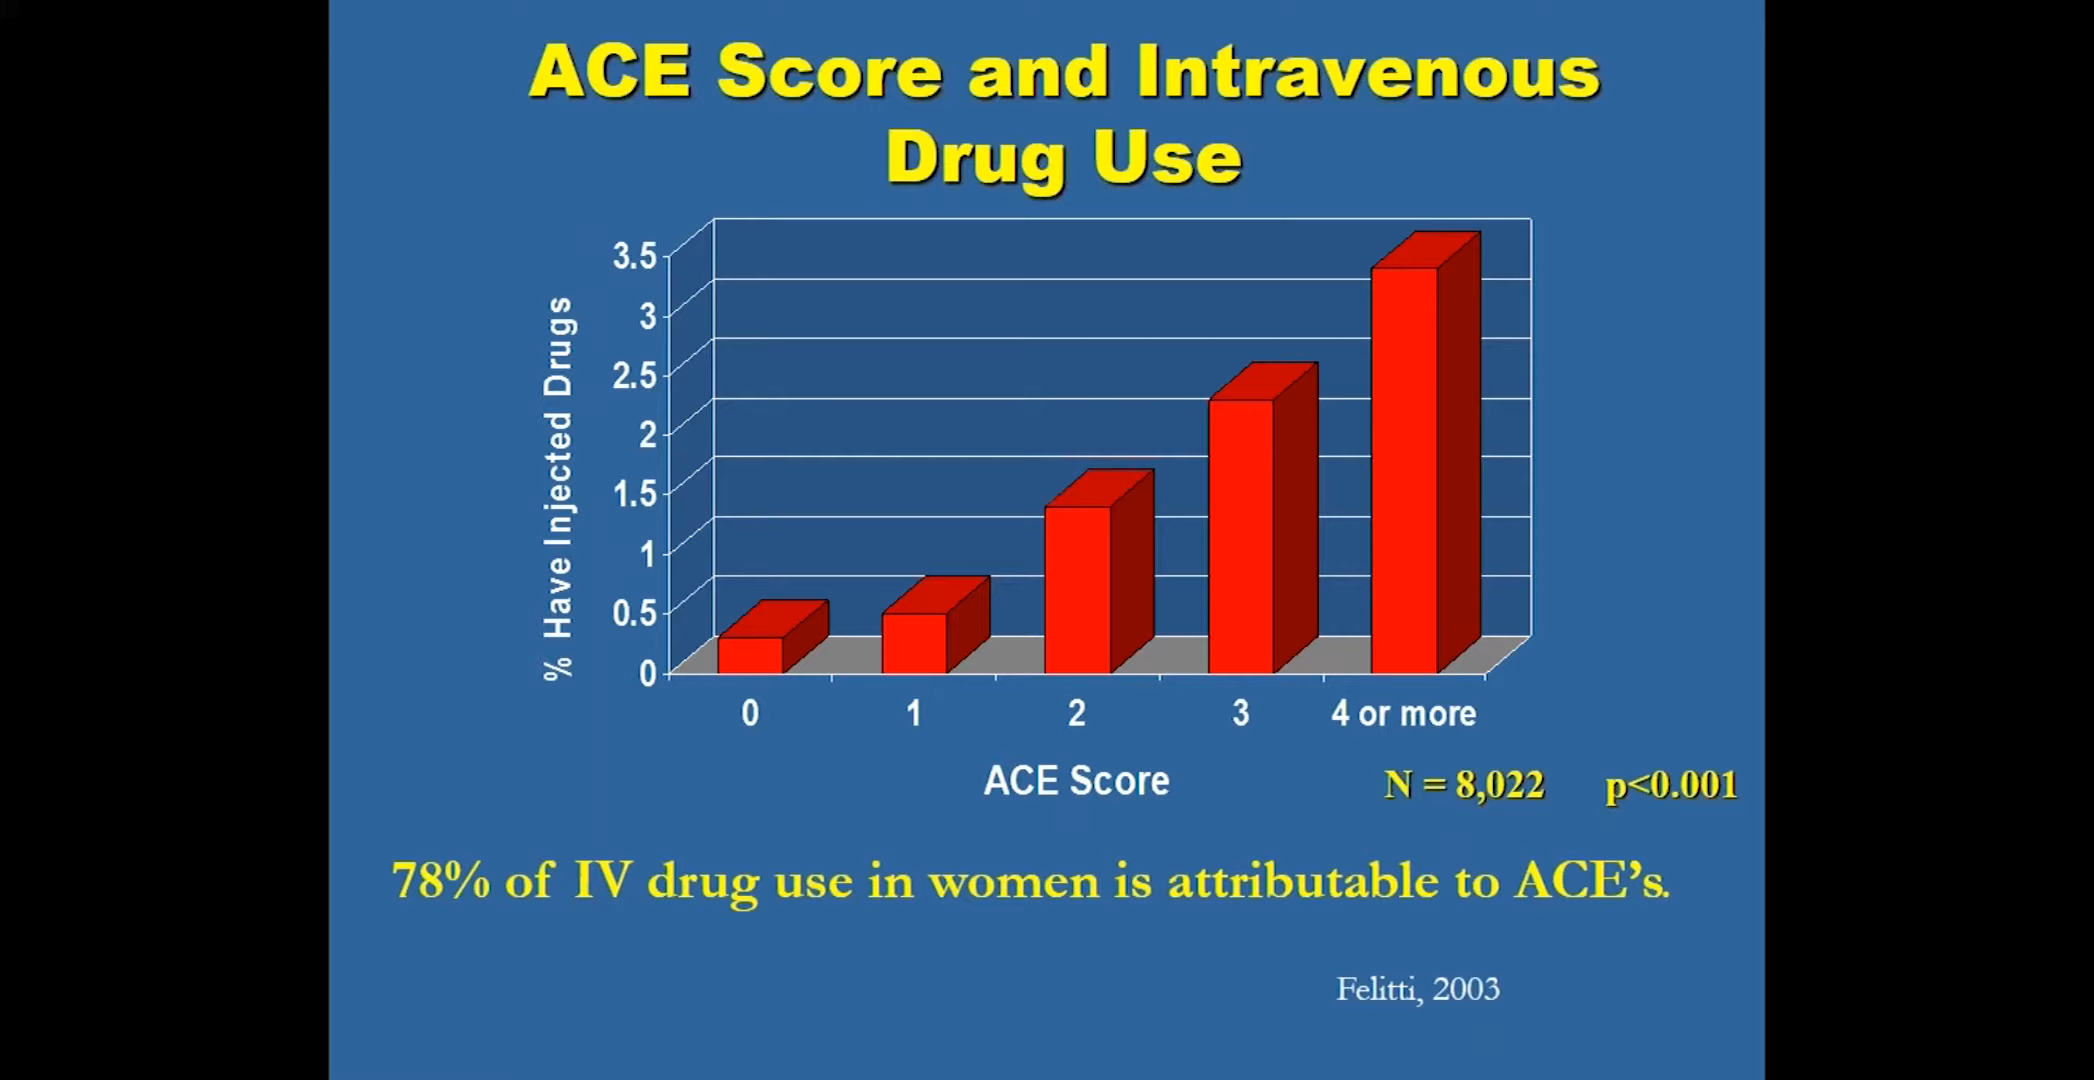 ACE Score and Intravenous
Drug Use
% Have Injected Drugs
3.5
3
2.5
2
1.5
1
0.5
0
0 1 2 3 4 or more
ACE Score
N = 8,022 p<0.001
78% of IV drug use in women is attributable to ACE’s.
Felitti, 2003